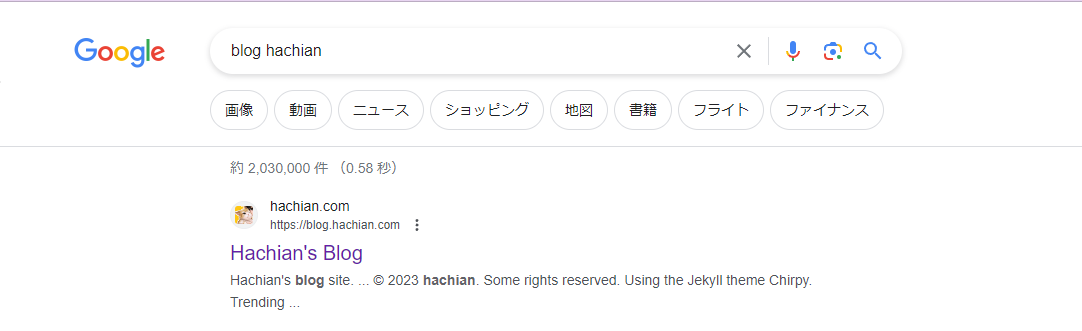 Google
blog hachian
画像 動画 ニュース ショッピング 地図 書籍 フライト ファイナンス
約 2,030,000 件 （0.58 秒）
hachian.com
https://blog.hachian.com
Hachian's Blog
Hachian's blog site. ... © 2023 hachian. Some rights reserved. Using the Jekyll theme Chirpy.
Trending ...